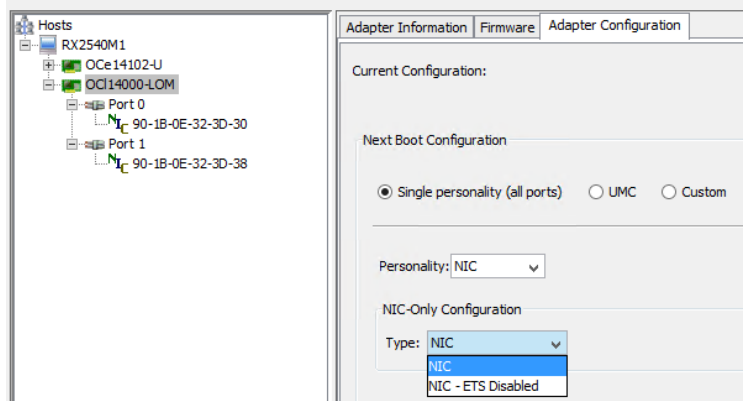 Hosts
RX2540M1
OCe14102-U
OCl14000-LOM
Port 0
NIC 90-1B-0E-32-3D-30
Port 1
NIC 90-1B-0E-32-3D-38
Adapter Information Firmware Adapter Configuration
Current Configuration:
Next Boot Configuration
Single personality (all ports) UMC Custom
Personality: NIC
NIC-Only Configuration
Type: NIC
NIC
NIC - ETS Disabled